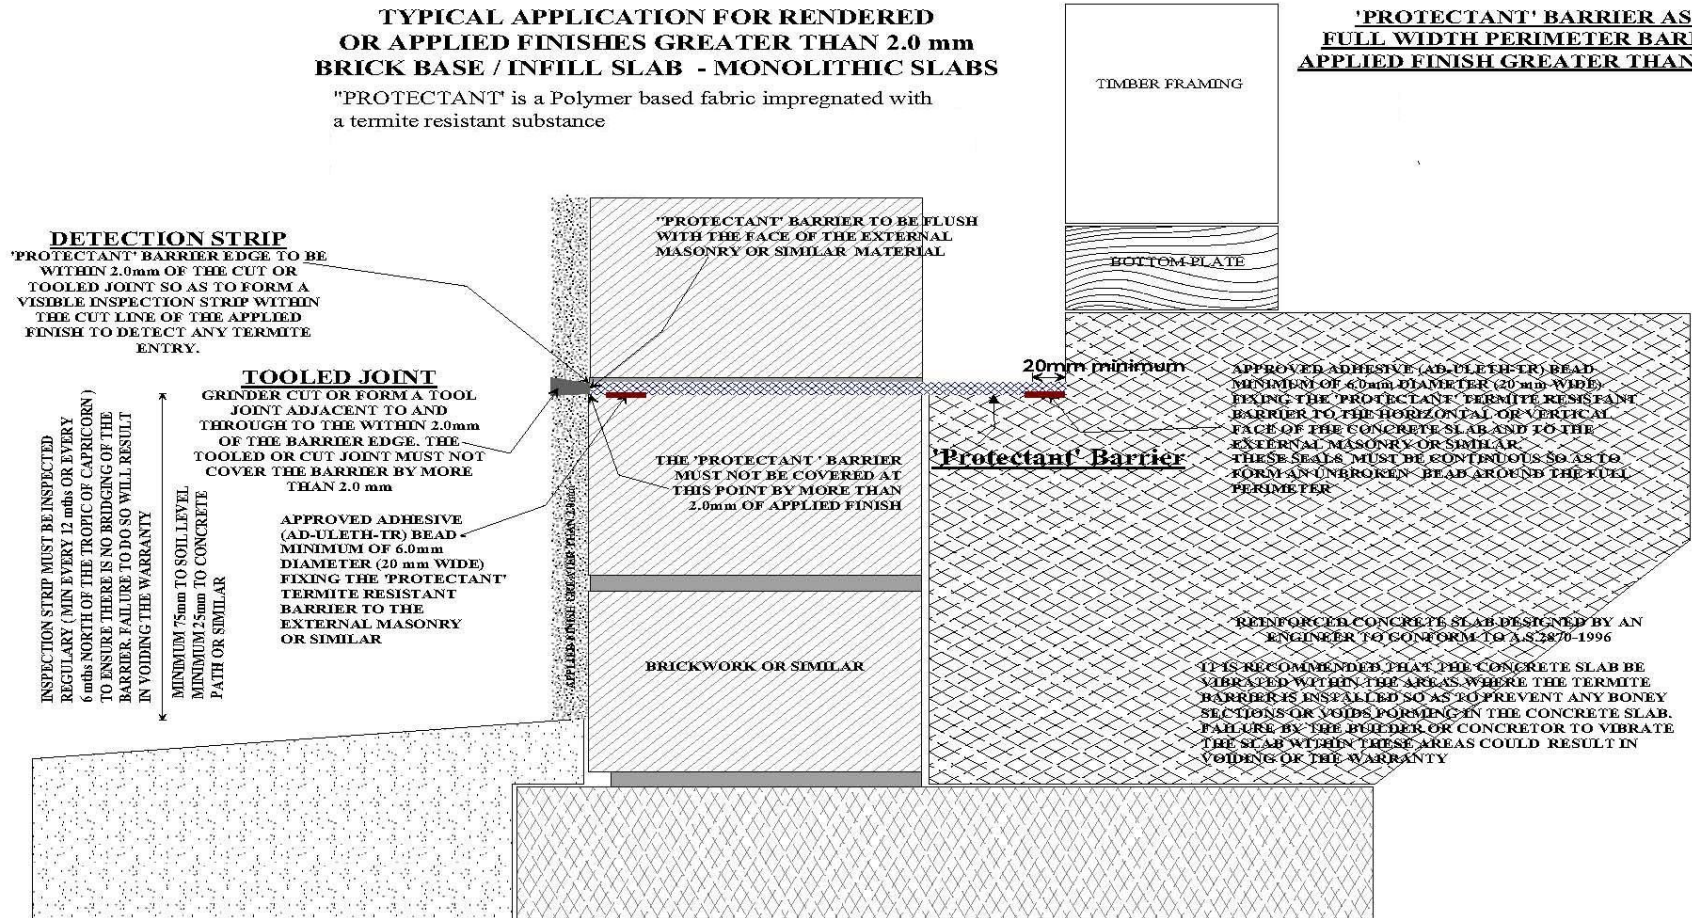 TYPICAL APPLICATION FOR RENDERED
OR APPLIED FINISHES GREATER THAN 2.0 mm
BRICK BASE / INFILL SLAB - MONOLITHIC SLABS
"PROTECTANT' is a Polymer based fabric impregnated with
a termite resistant substance
'PROTECTANT' BARRIER AS
FULL WIDTH PERIMETER
APPLIED FINISH GREATER THAN
TIMBER FRAMING
BOTTOM PLATE
"PROTECTANT' BARRIER TO BE FLUSH
WITH THE FACE OF THE EXTERNAL
MASONRY OR SIMILAR MATERIAL
DETECTION STRIP
'PROTECTANT' BARRIER EDGE TO BE
WITHIN 2.0mm OF THE CUT OR
TOOLED JOINT SO AS TO FORM A
VISIBLE INSPECTION STRIP WITHIN
THE CUT LINE OF THE APPLIED
FINISH TO DETECT ANY TERMITE
ENTRY.
TOOLED JOINT
GRINDER CUT OR FORM A TOOL
JOINT ADJACENT TO AND
THROUGH TO THE WITHIN 2.0mm
OF THE BARRIER EDGE. THE
TOOLED OR CUT JOINT MUST NOT
COVER THE BARRIER BY MORE
THAN 2.0 mm
20mm minimum
APPROVED ADHESIVE (AD-ULETH-TR) BEAD
MINIMUM OF 6.0mm DIAMETER (20 mm WIDE)
FIXING THE 'PROTECTANT' TERMITE RESISTANT
BARRIER TO THE HORIZONTAL OR VERTICAL
FACE OF THE CONCRETE SLAB AND TO THE
EXTERNAL MASONRY OR SIMILAR
THESE SEALS MUST BE CONTINUOUS SO AS TO
FORM AN UNBROKEN BEAD AROUND THE FULL
PERIMETER
'Protectant' Barrier
THE 'PROTECTANT ' BARRIER
MUST NOT BE COVERED AT
THIS POINT BY MORE THAN
2.0mm OF APPLIED FINISH
APPROVED ADHESIVE
(AD-ULETH-TR) BEAD
MINIMUM OF 6.0mm
DIAMETER (20 mm WIDE)
FIXING THE 'PROTECTANT'
TERMITE RESISTANT
BARRIER TO THE
EXTERNAL MASONRY
OR SIMILAR
INSPECTION STRIP MUST BE INSPECTED
REGULARY ( MIN EVERY 12 mths OR EVERY
6 mths NORTH OF THE TROPIC OF CAPRICORN )
TO ENSURE THERE IS NO BRIDGING OF THE
BARRIER. FAILURE TO DO SO WILL RESULT
IN VOIDING THE WARRANTY
MINIMUM 75mm TO SOIL LEVEL
MINIMUM 25mm TO CONCRETE
PATH OR SIMILAR
APPLIED FINISH GREATER THAN 2.0mm
BRICKWORK OR SIMILAR
REINFORCED CONCRETE SLAB DESIGNED BY AN
ENGINEER TO CONFORM TO A.S 2870-1996
IT IS RECOMMENDED THAT THE CONCRETE SLAB BE
VIBRATED WITHIN THE AREAS WHERE THE TERMITE
BARRIER IS INSTALLED SO AS TO PREVENT ANY BONEY
SECTIONS OR VOIDS FORMING IN THE CONCRETE SLAB.
FAILURE BY THE BUILDER OR CONCRETOR TO VIBRATE
THE SLAB WITHIN THESE AREAS COULD RESULT IN
VOIDING OF THE WARRANTY